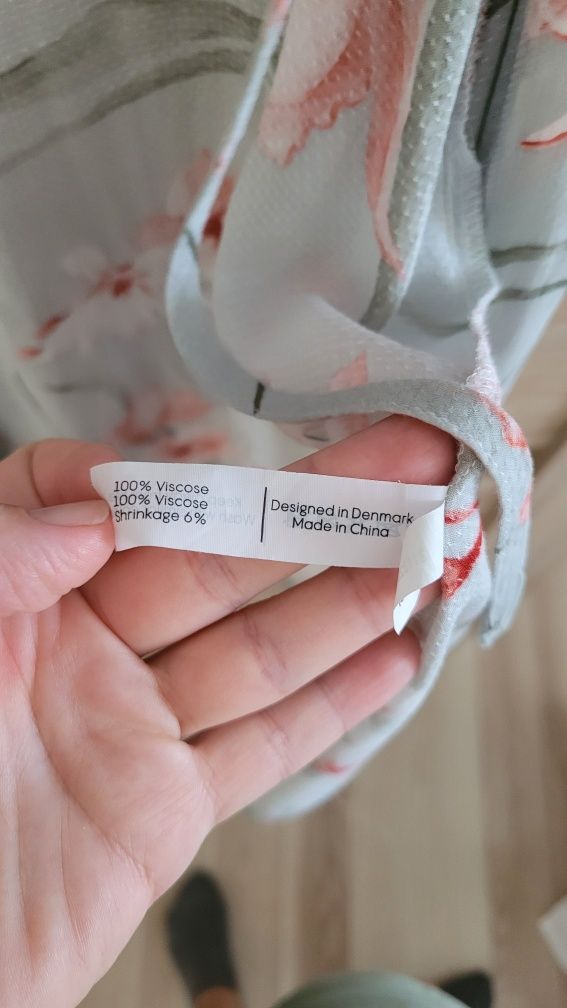 100% Viscose
100% Viscose
Shrinkage 6%
Designed in Denmark
Made in China